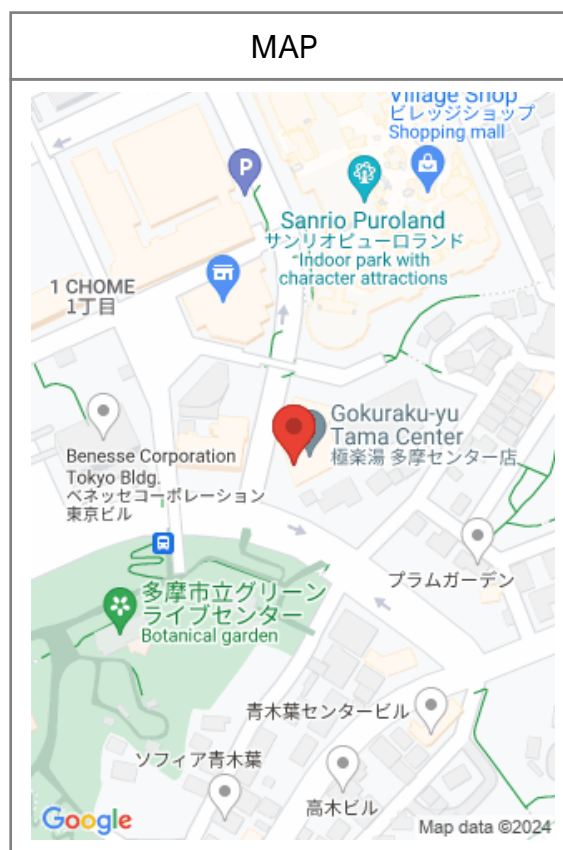 MAP
Village Shop
ビレッジショップ
Shopping mall
P
Sanrio Puroland
サンリオピューロランド
Indoor park with
character attractions
1 CHOME
1丁目
Gokuraku-yu
Tama Center
極楽湯 多摩センター店
Benesse Corporation
Tokyo Bldg.
ベネッセコーポレーション
東京ビル
プラムガーデン
多摩市立グリーン
ライブセンター
Botanical garden
青木葉センタービル
ソフィア青木葉
高木ビル
Google
Map data ©2024